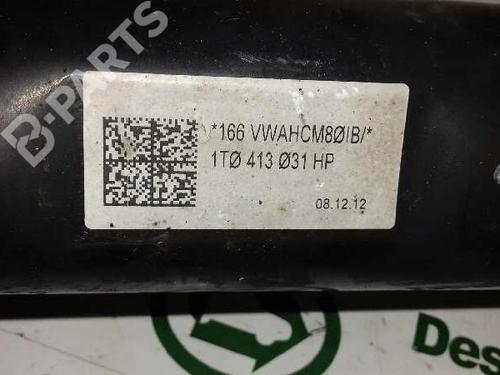 B-PARTS
*166 VWAHCM8ØIB/*
1TØ 413 Ø31 HP
08.12.12
Des